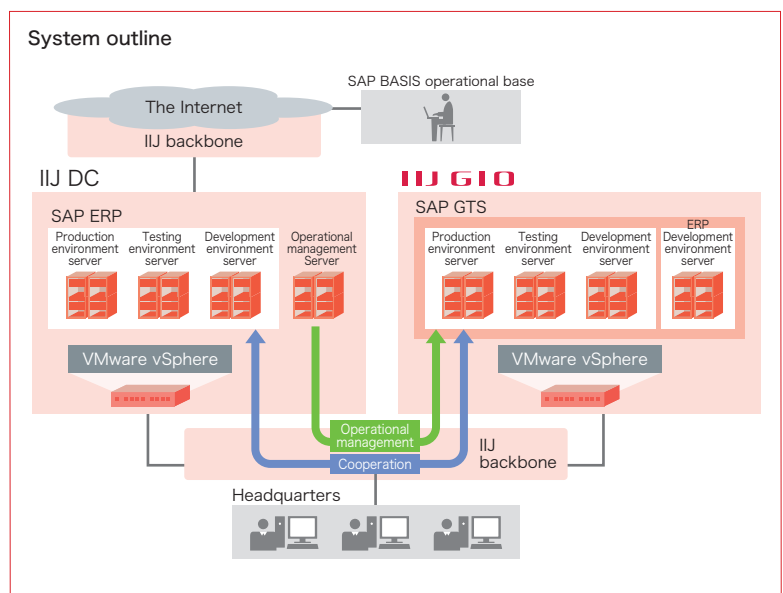 System outline
SAP BASIS operational base
The Internet
IIJ backbone
IIJ DC
SAP ERP
Production
environment
server
Testing
environment
server
Development
environment
server
Operational
management
Server
VMware vSphere
IIJ GIO
SAP GTS
Production
environment
server
Testing
environment
server
Development
environment
server
ERP
Development
environment
server
VMware vSphere
Operational
management
Cooperation
IIJ
backbone
Headquarters